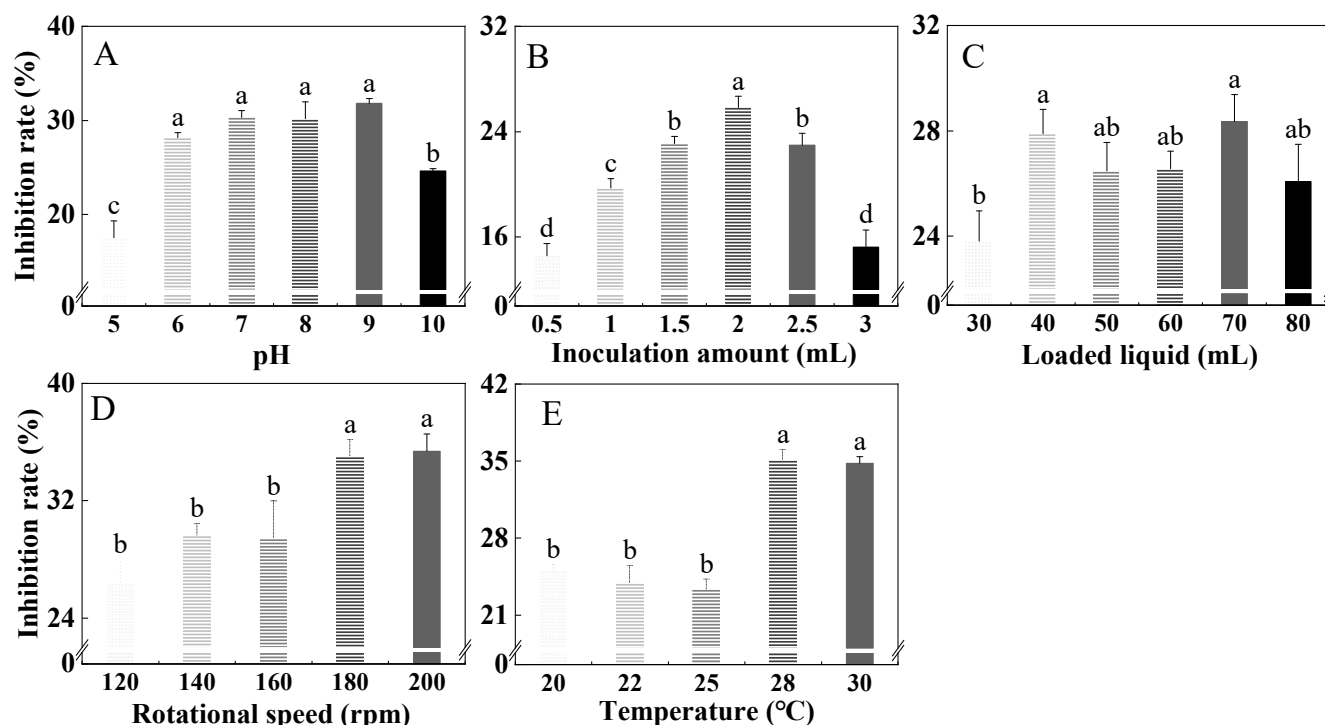 A
Inhibition rate (%)
40
30
20
0
c
a
a
a
a
b
5 6 7 8 9 10
pH
B
32
24
16
0
d
c
b
a
b
d
0.5 1 1.5 2 2.5 3
Inoculation amount (mL)
C
32
28
24
0
b
a
ab
ab
a
ab
30 40 50 60 70 80
Loaded liquid (mL)
D
Inhibition rate (%)
40
32
24
0
b
b
b
a
a
120 140 160 180 200
Rotational speed (rpm)
E
42
35
28
21
0
b
b
b
a
a
20 22 25 28 30
Temperature (°C)